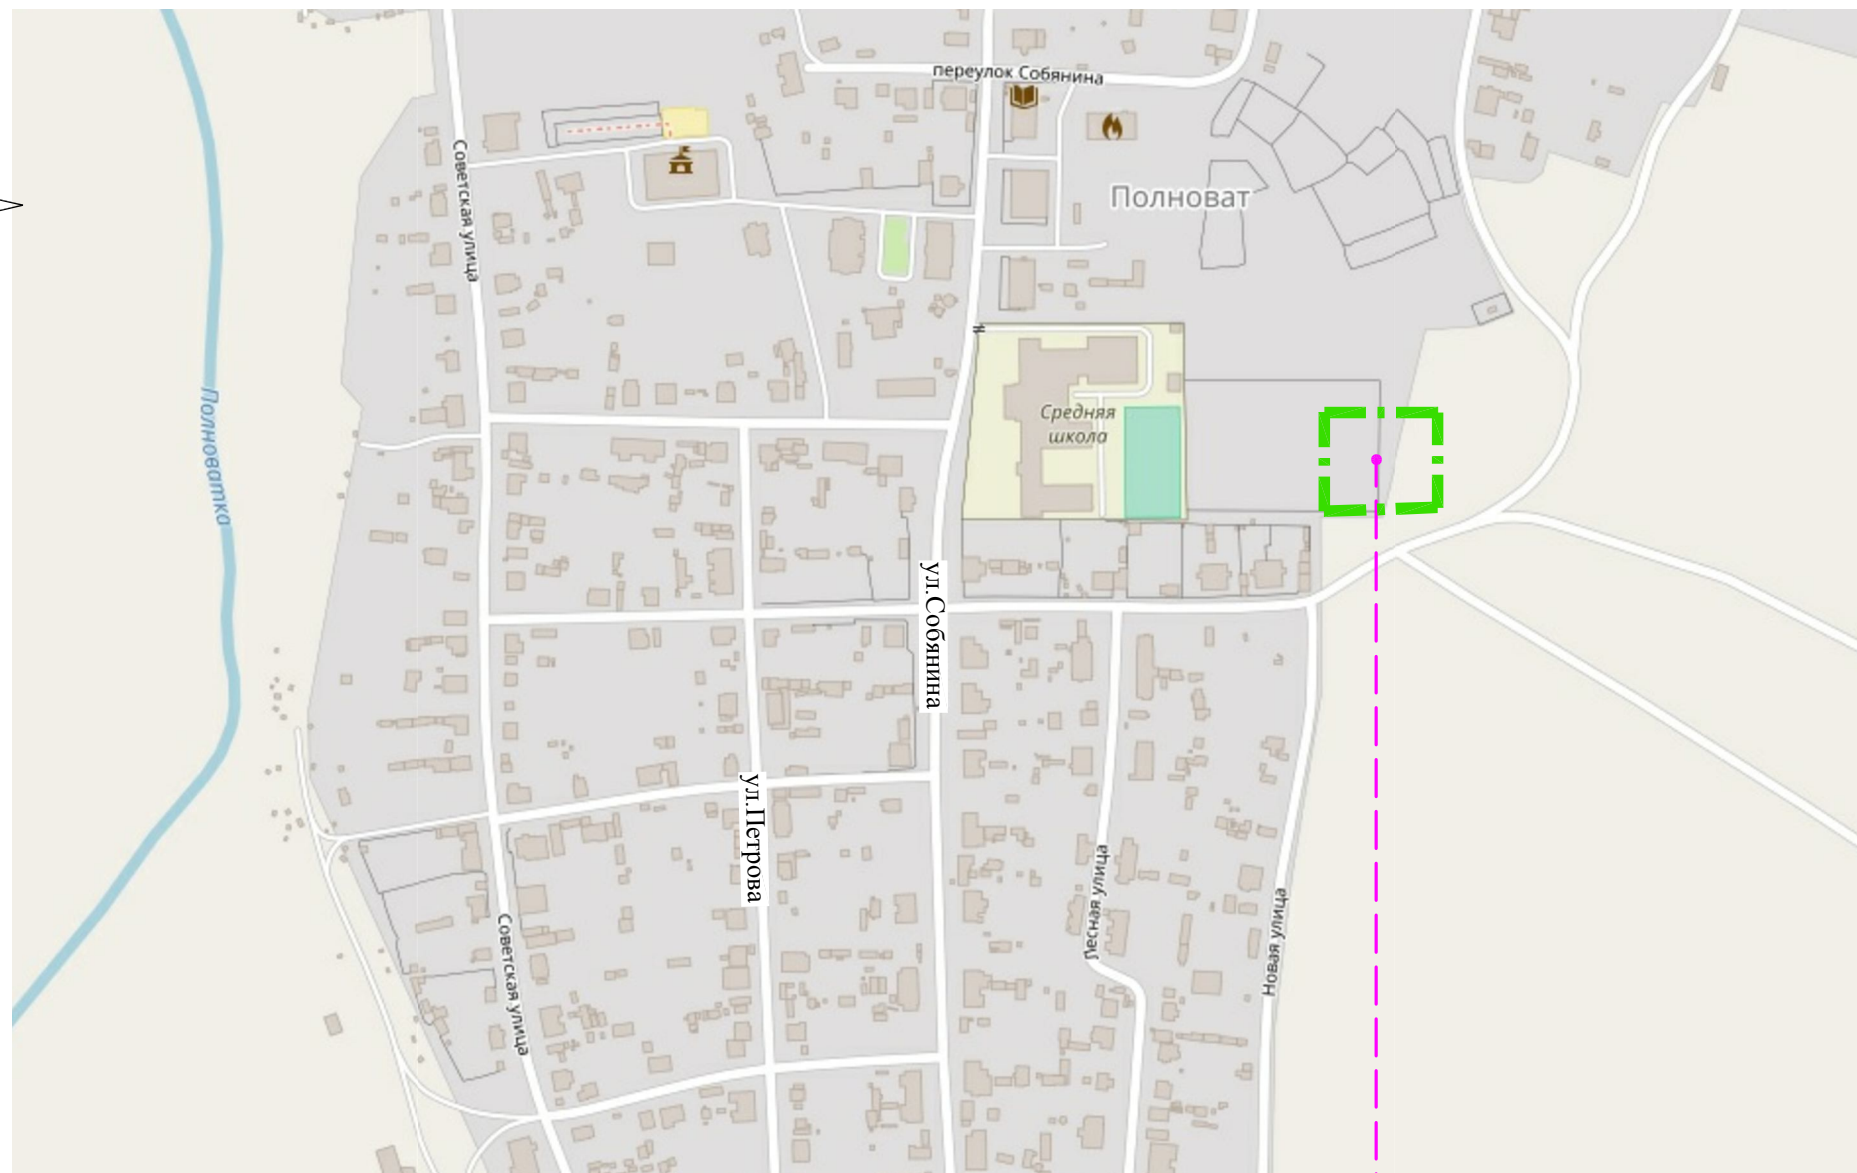 переулок Собянина
Советская улица
Полноват
Полноватка
Средняя
школа
ул.Собянина
ул.Петрова
Лесная улица
Новая улица
Советская улица